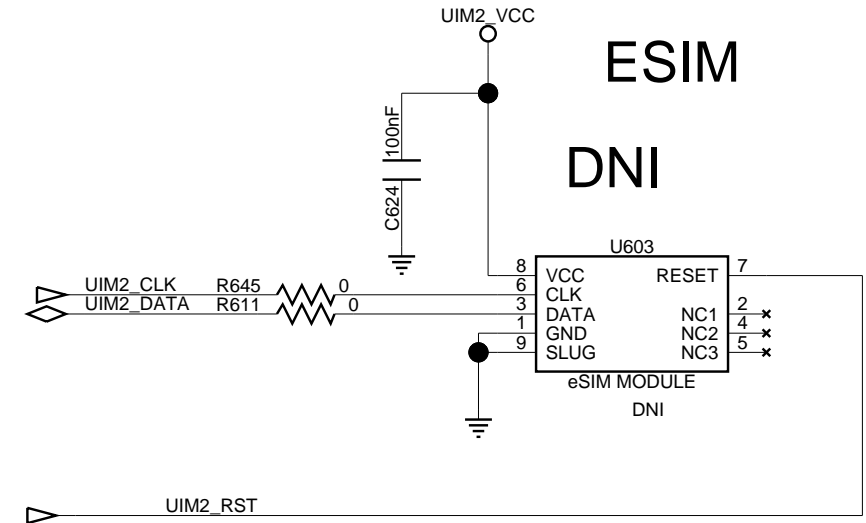 UIM2_VCC
ESIM
100nF
C624
DNI
U603
8 VCC RESET 7
UIM2_CLK R645 0 6 CLK
UIM2_DATA R611 0 3 DATA NC1 2
1 GND NC2 4
9 SLUG NC3 5
eSIM MODULE
DNI
UIM2_RST